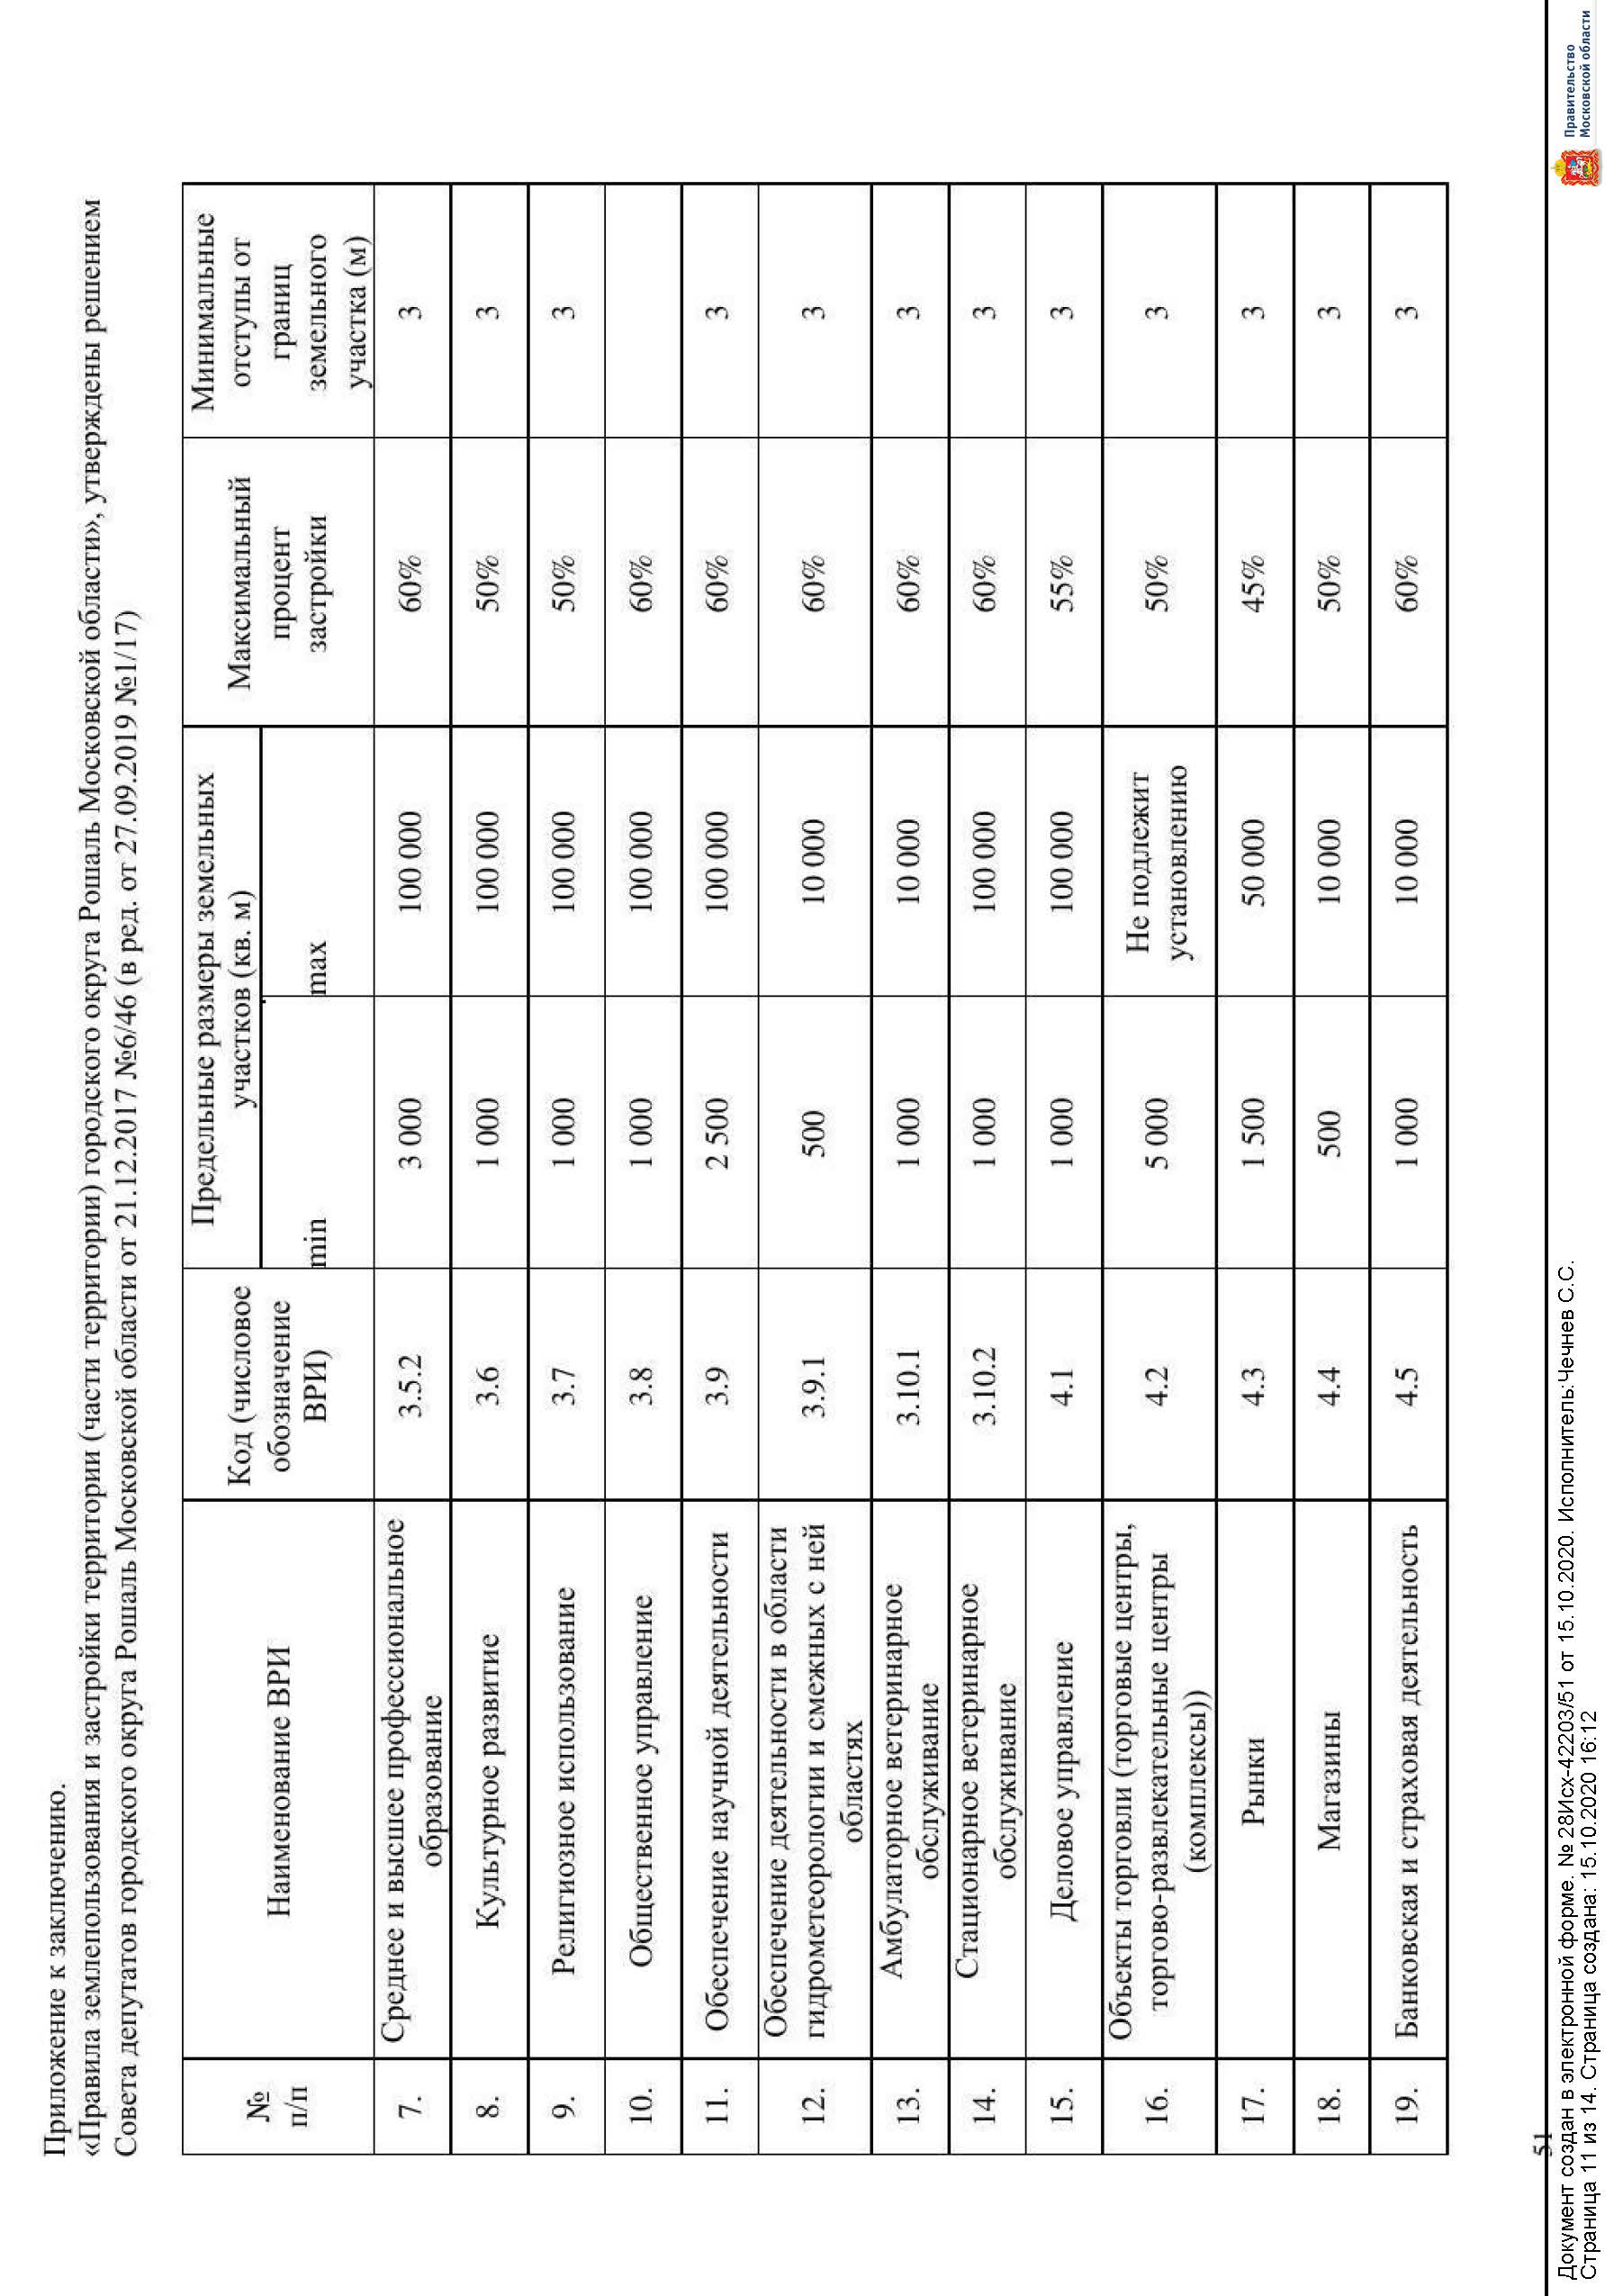 Приложение к заключению.
«Правила землепользования и застройки территории (части территории) городского округа Рошаль Московской области», утверждены решением
Совета депутатов городского округа Рошаль Московской области от 21.12.2017 №6/46 (в ред. от 27.09.2019 №1/17)
№ п/п
Наименование ВРИ
Код (числовое
обозначение
ВРИ)
Предельные размеры земельных
участков (кв. м)
min
max
Максимальный
процент
застройки
Минимальные
отступы от
границ
земельного
участка (м)
7. Среднее и высшее профессиональное 3.5.2 3 000 100 000 60% 3
образование
8. Культурное развитие 3.6 1 000 100 000 50% 3
9. Религиозное использование 3.7 1 000 100 000 50% 3
10. Общественное управление 3.8 1 000 100 000 60%
11. Обеспечение научной деятельности 3.9 2 500 100 000 60% 3
Обеспечение деятельности в области
12. гидрометеорологии и смежных с ней 3.9.1 500 10 000 60% 3
областях
13. Амбулаторное ветеринарное 3.10.1 1 000 10 000 60% 3
обслуживание
14. Стационарное ветеринарное 3.10.2 1 000 100 000 60% 3
обслуживание
15. Деловое управление 4.1 1 000 100 000 55% 3
Объекты торговли (торговые центры, Не подлежит
16. торгово-развлекательные центры 4.2 5 000 установлению 50% 3
(комплексы))
17. Рынки 4.3 1 500 50 000 45% 3
18. Магазины 4.4 500 10 000 50% 3
19. Банковская и страховая деятельность 4.5 1 000 10 000 60% 3
51
Документ создан в электронной форме. № 28Исх-42203/51 от 15.10.2020. Исполнитель:Чечнев С.С.
Страница 11 из 14. Страница создана: 15.10.2020 16:12
Правительство
Московской области